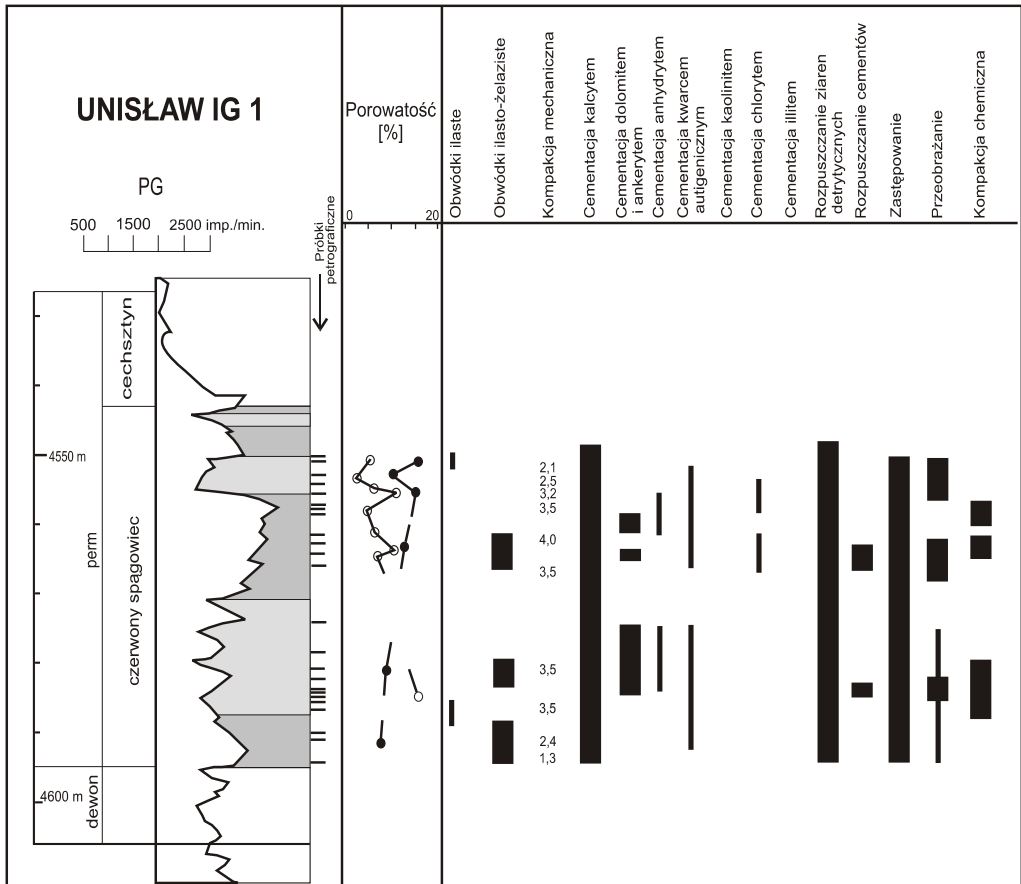 UNISŁAW IG 1
PG
500 1500 2500 imp./min.
Próbki
petrograficzne
Porowatość
[%]
0 20
Obwódki ilaste
Obwódki ilasto-żelaziste
Kompakcja mechaniczna
Cementacja kalcytem
Cementacja dolomitem
i ankerytem
Cementacja anhydrytem
Cementacja kwarcem
autigenicznym
Cementacja kaolinitem
Cementacja chlorytem
Cementacja illitem
Rozpuszczanie ziaren
detrytycznych
Rozpuszczanie cementów
Zastępowanie
Przeobrażanie
Kompakcja chemiczna
cechsztyn
perm
czerwony spągowiec
dewon
4550 m
4600 m
2,1
2,5
3,2
3,5
4,0
3,5
3,5
3,5
2,4
1,3